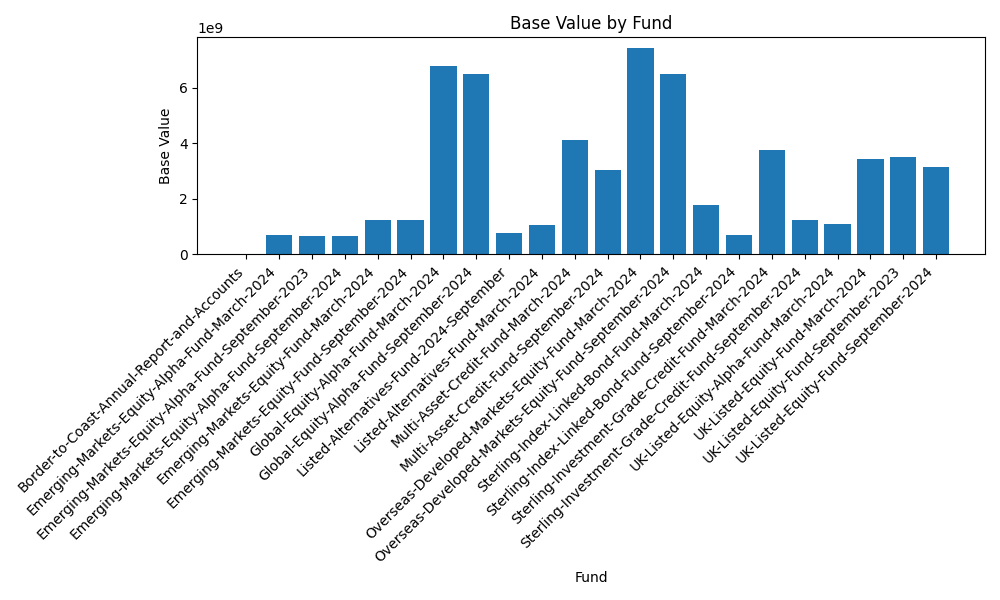 Base Value by Fund
1e9
6
4
2
0
Base Value
Border-to-Coast-Annual-Report-and-Accounts
Emerging-Markets-Equity-Alpha-Fund-March-2024
Emerging-Markets-Equity-Alpha-Fund-September-2023
Emerging-Markets-Equity-Alpha-Fund-September-2024
Emerging-Markets-Equity-Fund-March-2024
Emerging-Markets-Equity-Fund-September-2024
Global-Equity-Alpha-Fund-March-2024
Global-Equity-Alpha-Fund-September-2024
Listed-Alternatives-Fund-2024-September
Listed-Alternatives-Fund-March-2024
Multi-Asset-Credit-Fund-March-2024
Multi-Asset-Credit-Fund-September-2024
Overseas-Developed-Markets-Equity-Fund-March-2024
Overseas-Developed-Markets-Equity-Fund-September-2024
Sterling-Index-Linked-Bond-Fund-March-2024
Sterling-Index-Linked-Bond-Fund-September-2024
Sterling-Investment-Grade-Credit-Fund-March-2024
Sterling-Investment-Grade-Credit-Fund-September-2024
UK-Listed-Equity-Alpha-Fund-March-2024
UK-Listed-Equity-Fund-March-2024
UK-Listed-Equity-Fund-September-2023
UK-Listed-Equity-Fund-September-2024
Fund